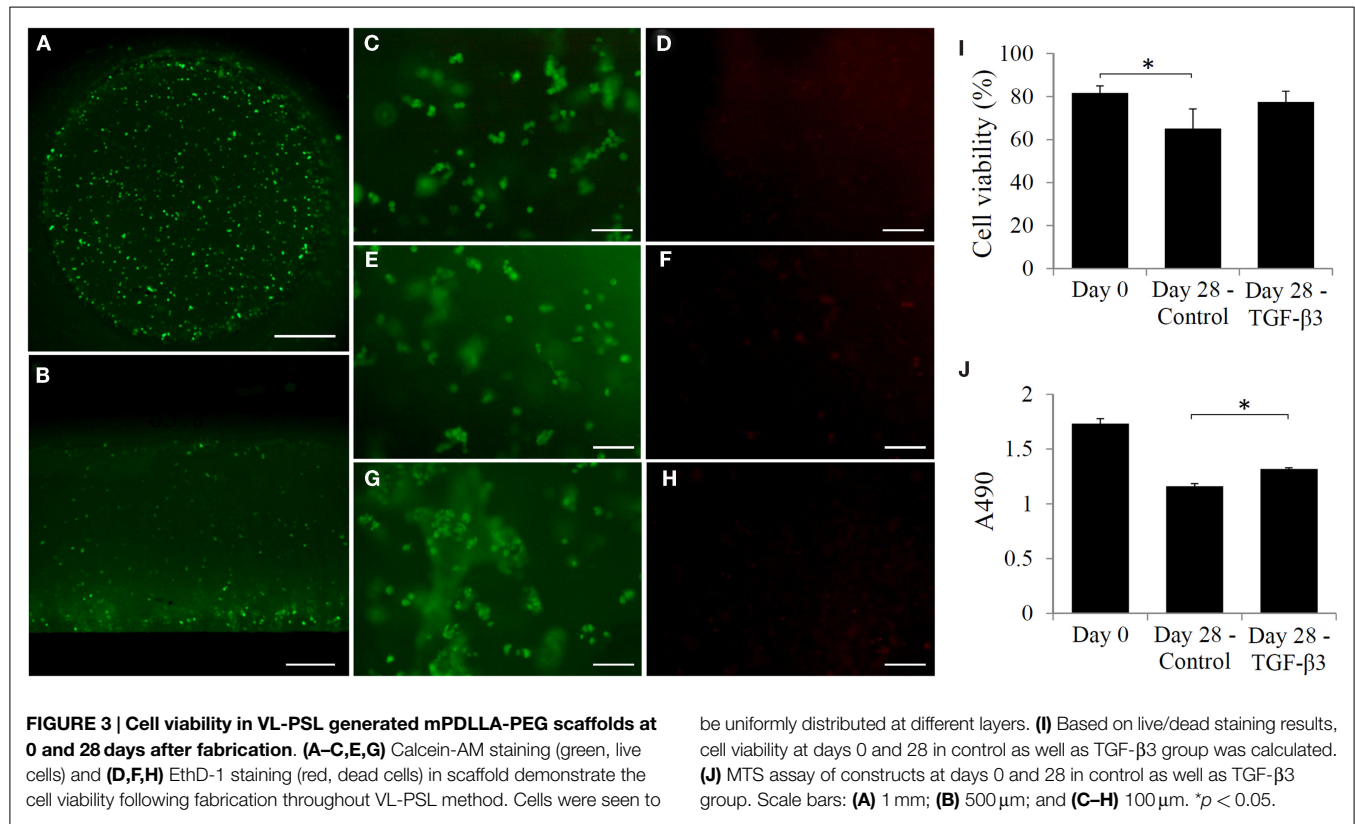 A
B
C
D
E
F
G
H
I
Cell viability (%)
100
80
60
40
20
0
*
Day 0
Day 28 -
Control
Day 28 -
TGF-β3
J
A490
2
1.5
1
0.5
0
*
Day 0
Day 28 -
Control
Day 28 -
TGF-β3
FIGURE 3 | Cell viability in VL-PSL generated mPDLLA-PEG scaffolds at
0 and 28 days after fabrication. (A–C,E,G) Calcein-AM staining (green, live
cells) and (D,F,H) EthD-1 staining (red, dead cells) in scaffold demonstrate the
cell viability following fabrication throughout VL-PSL method. Cells were seen to
be uniformly distributed at different layers. (I) Based on live/dead staining results,
cell viability at days 0 and 28 in control as well as TGF-β3 group was calculated.
(J) MTS assay of constructs at days 0 and 28 in control as well as TGF-β3
group. Scale bars: (A) 1 mm; (B) 500 μm; and (C–H) 100 μm. *p < 0.05.